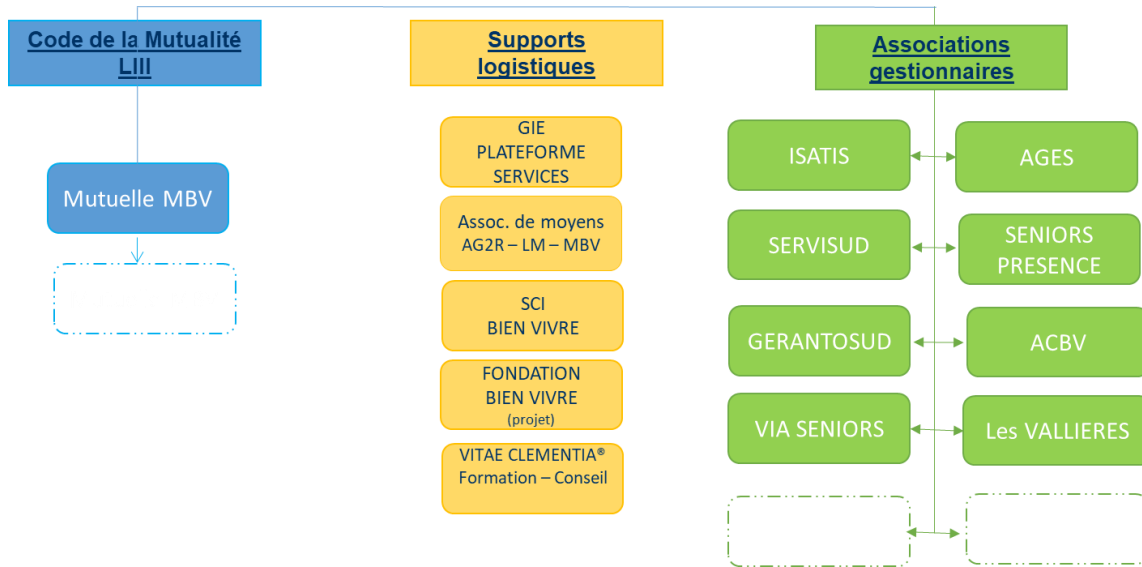 Code de la Mutualité
LIII
Mutuelle MBV
Supports
logistiques
GIE
PLATEFORME
SERVICES
Assoc. de moyens
AG2R – LM – MBV
SCI
BIEN VIVRE
FONDATION
BIEN VIVRE
(projet)
VITAE CLEMENTIA®
Formation – Conseil
Associations
gestionnaires
ISATIS
AGES
SERVISUD
SENIORS
PRESENCE
GERANTOSUD
ACBV
VIA SENIORS
Les VALLIERES